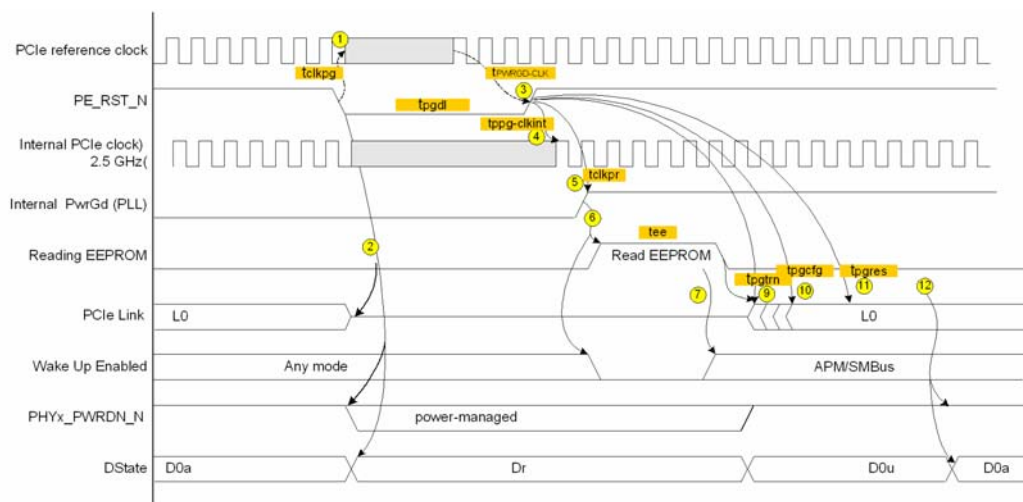 PCIe reference clock
1
tclkpg
tPWRGD-CLK
3
PE_RST_N
tpgdl
tppg-clkint
4
Internal PCIe clock)
2.5 GHz(
tclkpr
5
Internal PwrGd (PLL)
6
tee
2
Reading EEPROM
Read EEPROM
tpgtrn
tpgcfg
tpgres
7
9
10
11
12
PCIe Link
L0
L0
Wake Up Enabled
Any mode
APM/SMBus
PHYx_PWRDN_N
power-managed
DState
D0a
Dr
D0u
D0a